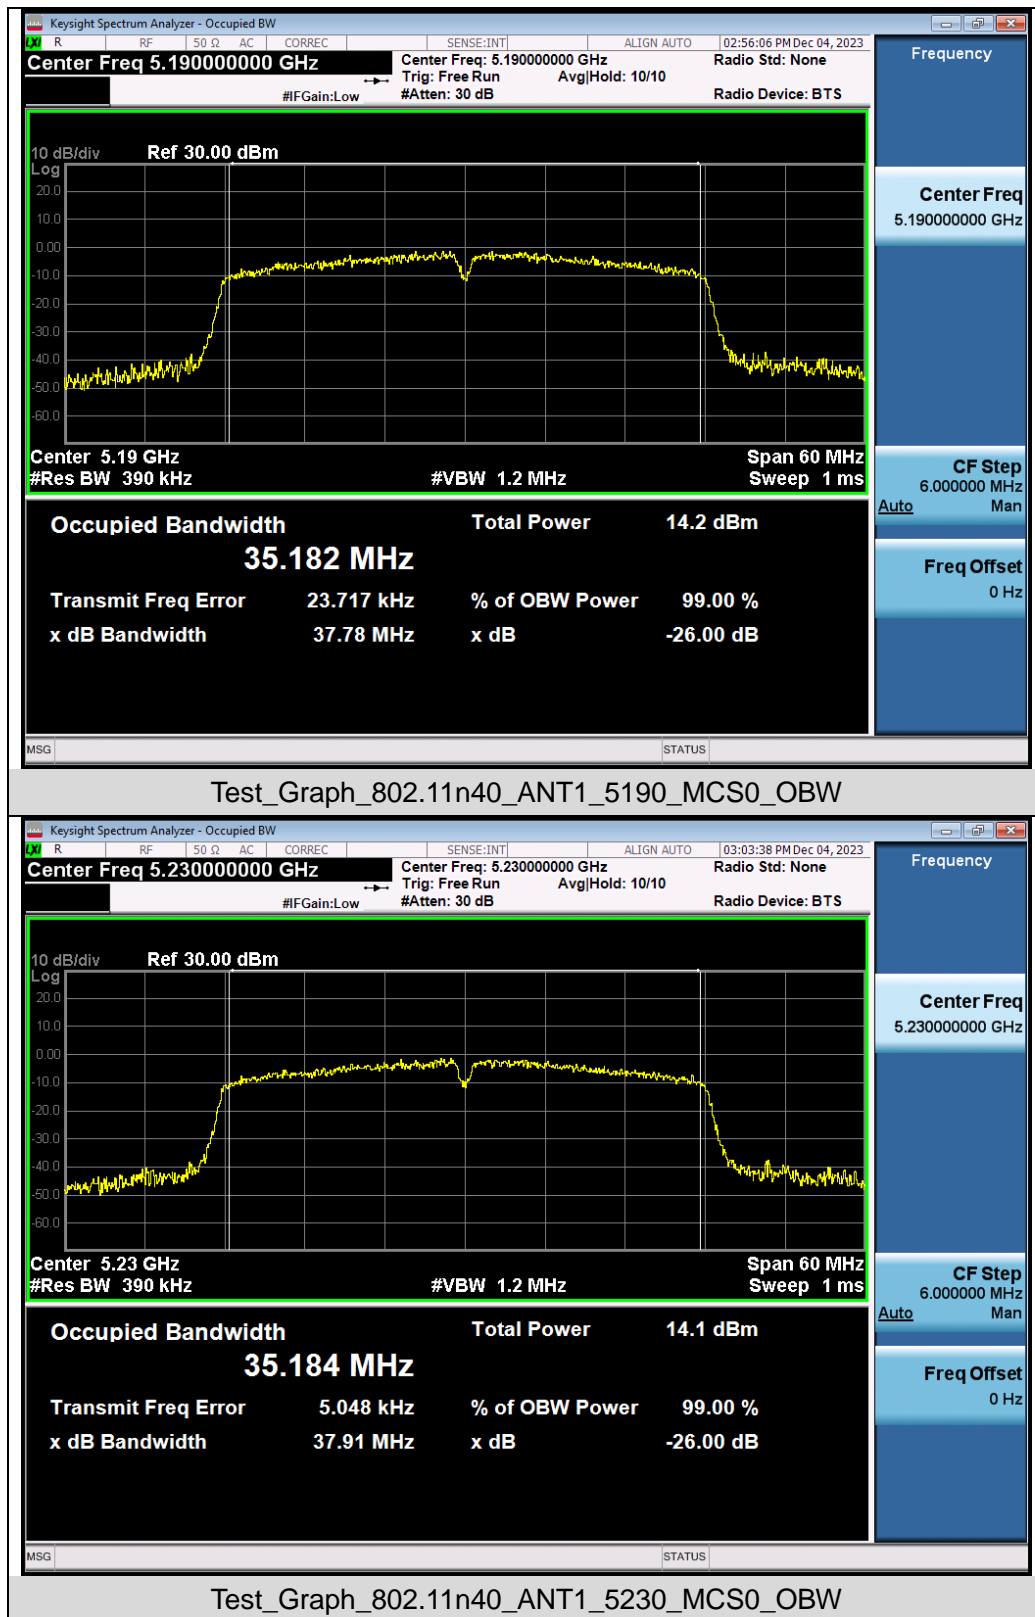 Keysight Spectrum Analyzer - Occupied BW
LXI R RF 50 Ω AC CORREC SENSE:INT ALIGN AUTO 02:56:06 PM Dec 04, 2023
Center Freq 5.190000000 GHz
Center Freq: 5.190000000 GHz
Radio Std: None
Trig: Free Run Avg|Hold: 10/10
#IFGain:Low
#Atten: 30 dB
Radio Device: BTS
Frequency
10 dB/div Ref 30.00 dBm
Log
20.0
10.0
0.00
-10.0
-20.0
-30.0
-40.0
-50.0
-60.0
Center Freq
5.190000000 GHz
Center 5.19 GHz Span 60 MHz
#Res BW 390 kHz #VBW 1.2 MHz Sweep 1 ms
CF Step
6.000000 MHz
Auto Man
Freq Offset
0 Hz
Occupied Bandwidth Total Power 14.2 dBm
35.182 MHz
Transmit Freq Error 23.717 kHz % of OBW Power 99.00 %
x dB Bandwidth 37.78 MHz x dB -26.00 dB
MSG STATUS
Test_Graph_802.11n40_ANT1_5190_MCS0_OBW
Keysight Spectrum Analyzer - Occupied BW
LXI R RF 50 Ω AC CORREC SENSE:INT ALIGN AUTO 03:03:38 PM Dec 04, 2023
Center Freq 5.230000000 GHz
Center Freq: 5.230000000 GHz
Radio Std: None
Trig: Free Run Avg|Hold: 10/10
#IFGain:Low
#Atten: 30 dB
Radio Device: BTS
Frequency
10 dB/div Ref 30.00 dBm
Log
20.0
10.0
0.00
-10.0
-20.0
-30.0
-40.0
-50.0
-60.0
Center Freq
5.230000000 GHz
Center 5.23 GHz Span 60 MHz
#Res BW 390 kHz #VBW 1.2 MHz Sweep 1 ms
CF Step
6.000000 MHz
Auto Man
Freq Offset
0 Hz
Occupied Bandwidth Total Power 14.1 dBm
35.184 MHz
Transmit Freq Error 5.048 kHz % of OBW Power 99.00 %
x dB Bandwidth 37.91 MHz x dB -26.00 dB
MSG STATUS
Test_Graph_802.11n40_ANT1_5230_MCS0_OBW